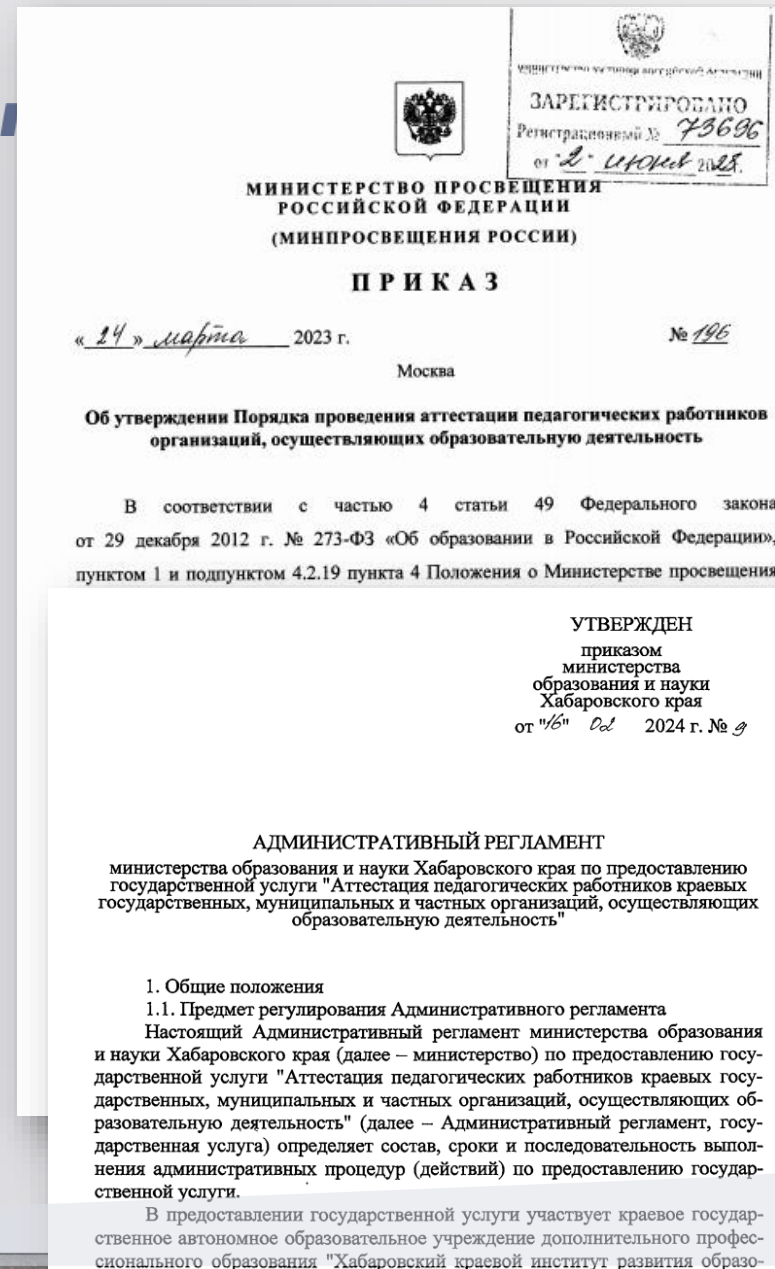 МИНИСТЕРСТВО ЮСТИЦИИ РОССИЙСКОЙ ФЕДЕРАЦИИ
ЗАРЕГИСТРИРОВАНО
Регистрационный № 73696
от "2" июня 2023.
МИНИСТЕРСТВО ПРОСВЕЩЕНИЯ
РОССИЙСКОЙ ФЕДЕРАЦИИ
(МИНПРОСВЕЩЕНИЯ РОССИИ)
ПРИКАЗ
« 24 » марта 2023 г.
№ 196
Москва
Об утверждении Порядка проведения аттестации педагогических работников
организаций, осуществляющих образовательную деятельность
В соответствии с частью 4 статьи 49 Федерального закона
от 29 декабря 2012 г. № 273-ФЗ «Об образовании в Российской Федерации»,
пунктом 1 и подпунктом 4.2.19 пункта 4 Положения о Министерстве просвещения
УТВЕРЖДЕН
приказом
министерства
образования и науки
Хабаровского края
от "16" 02 2024 г. № 9
АДМИНИСТРАТИВНЫЙ РЕГЛАМЕНТ
министерства образования и науки Хабаровского края по предоставлению
государственной услуги "Аттестация педагогических работников краевых
государственных, муниципальных и частных организаций, осуществляющих
образовательную деятельность"
1. Общие положения
1.1. Предмет регулирования Административного регламента
Настоящий Административный регламент министерства образования
и науки Хабаровского края (далее – министерство) по предоставлению госу-
дарственной услуги "Аттестация педагогических работников краевых госу-
дарственных, муниципальных и частных организаций, осуществляющих об-
разовательную деятельность" (далее – Административный регламент, госу-
дарственная услуга) определяет состав, сроки и последовательность выпол-
нения административных процедур (действий) по предоставлению государ-
ственной услуги.
В предоставлении государственной услуги участвует краевое государ-
ственное автономное образовательное учреждение дополнительного профес-
сионального образования "Хабаровский краевой институт развития образо-